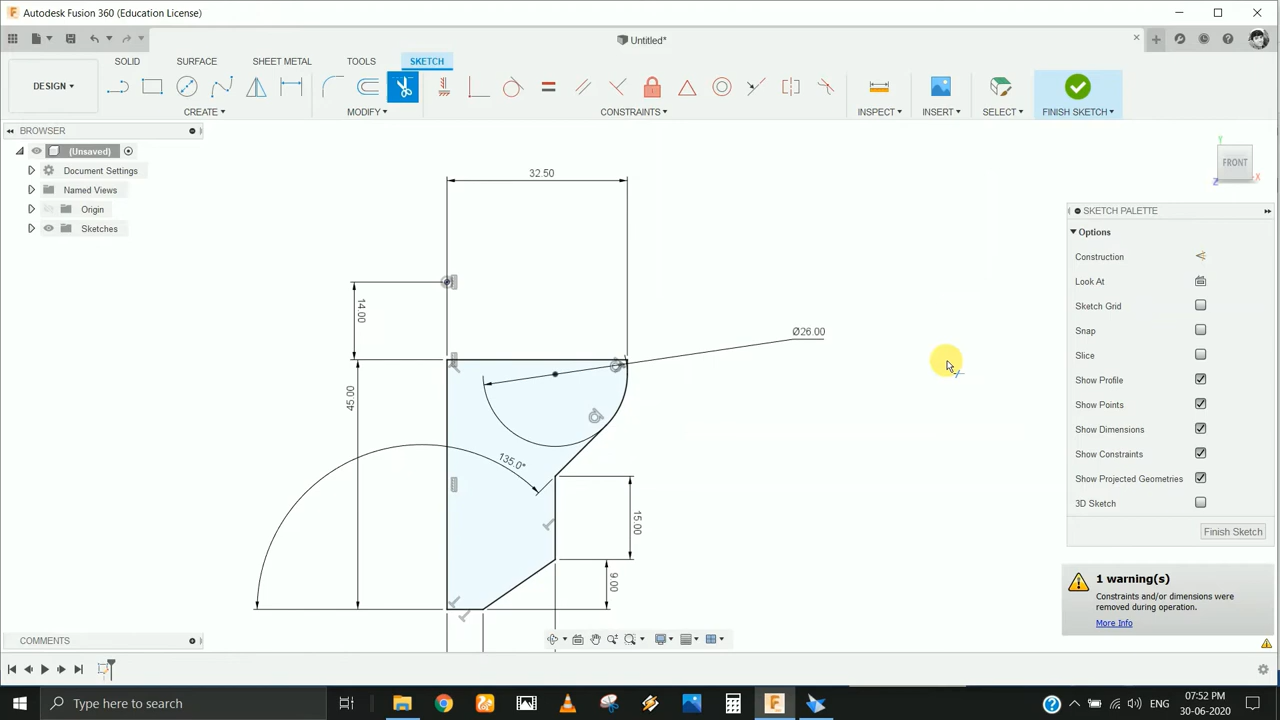 Autodesk Fusion 360 (Education License)
Untitled*
SOLID SURFACE SHEET METAL TOOLS SKETCH
DESIGN
CREATE MODIFY CONSTRAINTS INSPECT INSERT SELECT FINISH SKETCH
BROWSER
(Unsaved)
Document Settings
Named Views
Origin
Sketches
FRONT
Y
X
Z
32.50
14.00
Ø26.00
45.00
135.0°
15.00
9.00
SKETCH PALETTE
Options
Construction
Look At
Sketch Grid
Snap
Slice
Show Profile
Show Points
Show Dimensions
Show Constraints
Show Projected Geometries
3D Sketch
Finish Sketch
1 warning(s)
Constraints and/or dimensions were
removed during operation.
More Info
COMMENTS
Type here to search
ENG
07:52 PM
30-06-2020